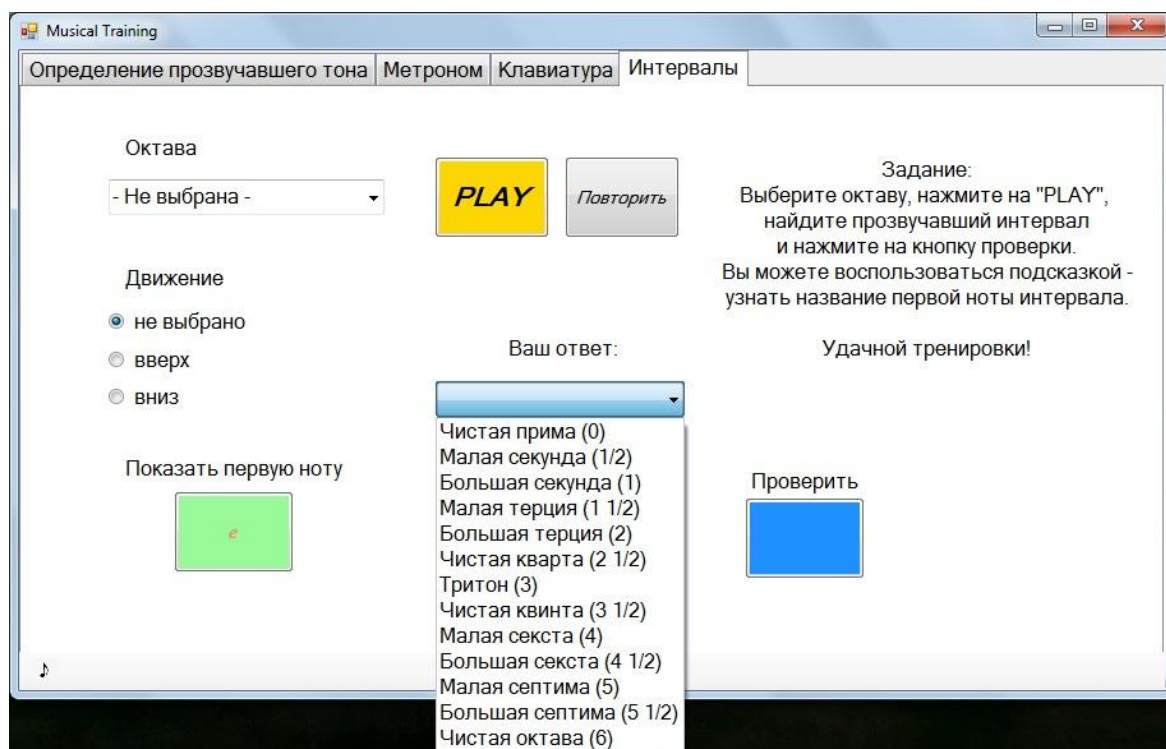 Musical Training
Определение прозвучавшего тона Метроном Клавиатура Интервалы
Октава
- Не выбрана -
PLAY
Повторить
Задание:
Выберите октаву, нажмите на "PLAY",
найдите прозвучавший интервал
и нажмите на кнопку проверки.
Вы можете воспользоваться подсказкой -
узнать название первой ноты интервала.
Удачной тренировки!
Движение
не выбрано
вверх
вниз
Показать первую ноту
e
Ваш ответ:
Чистая прима (0)
Малая секунда (1/2)
Большая секунда (1)
Малая терция (1 1/2)
Большая терция (2)
Чистая кварта (2 1/2)
Тритон (3)
Чистая квинта (3 1/2)
Малая секста (4)
Большая секста (4 1/2)
Малая септима (5)
Большая септима (5 1/2)
Чистая октава (6)
Проверить